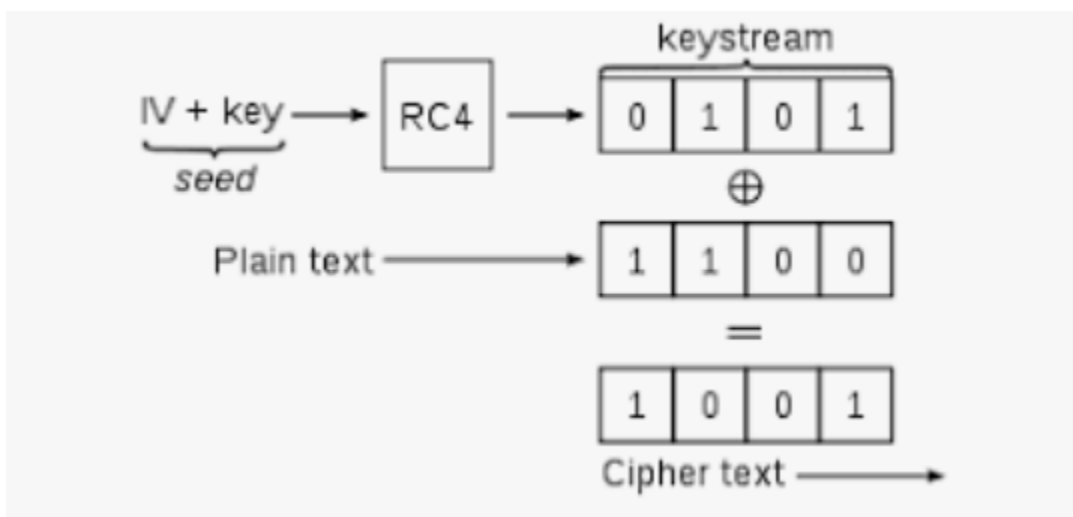 keystream
IV + key
RC4
0 1 0 1
seed
⊕
Plain text
1 1 0 0
=
1 0 0 1
Cipher text